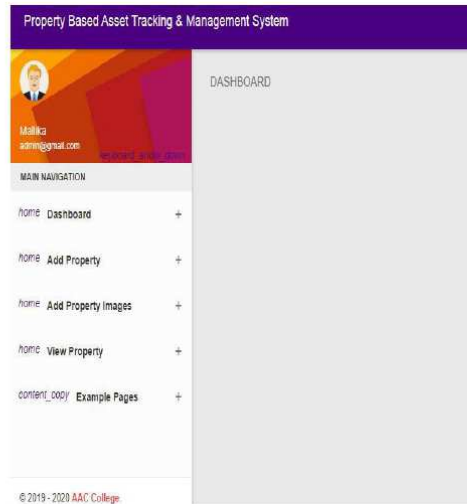 Property Based Asset Tracking & Management System
DASHBOARD
Mallika
admin@gmail.com
keyboard_arrow_down
MAIN NAVIGATION
home Dashboard +
home Add Property +
home Add Property Images +
home View Property +
content_copy Example Pages +
© 2019 - 2020 AAC College.